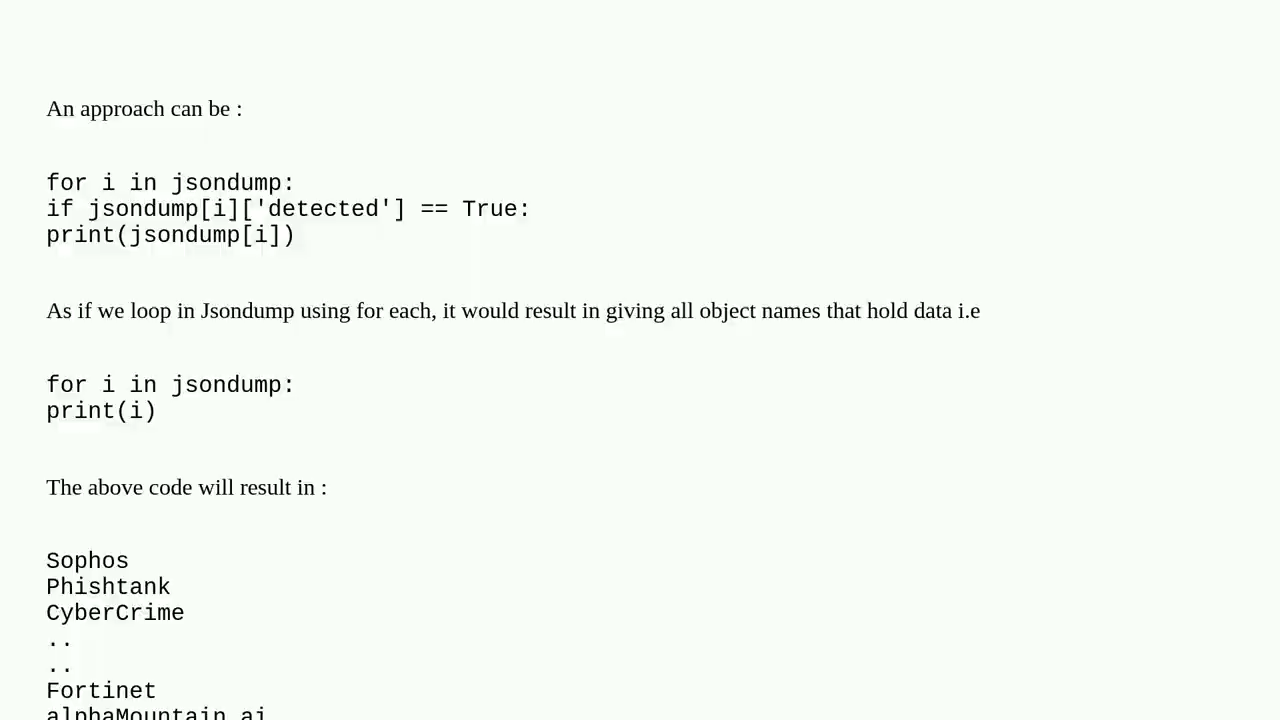 An approach can be :
for i in jsondump:
if jsondump[i]['detected'] == True:
print(jsondump[i])
As if we loop in Jsondump using for each, it would result in giving all object names that hold data i.e
for i in jsondump:
print(i)
The above code will result in :
Sophos
Phishtank
CyberCrime
..
..
Fortinet
alphaMountain.ai